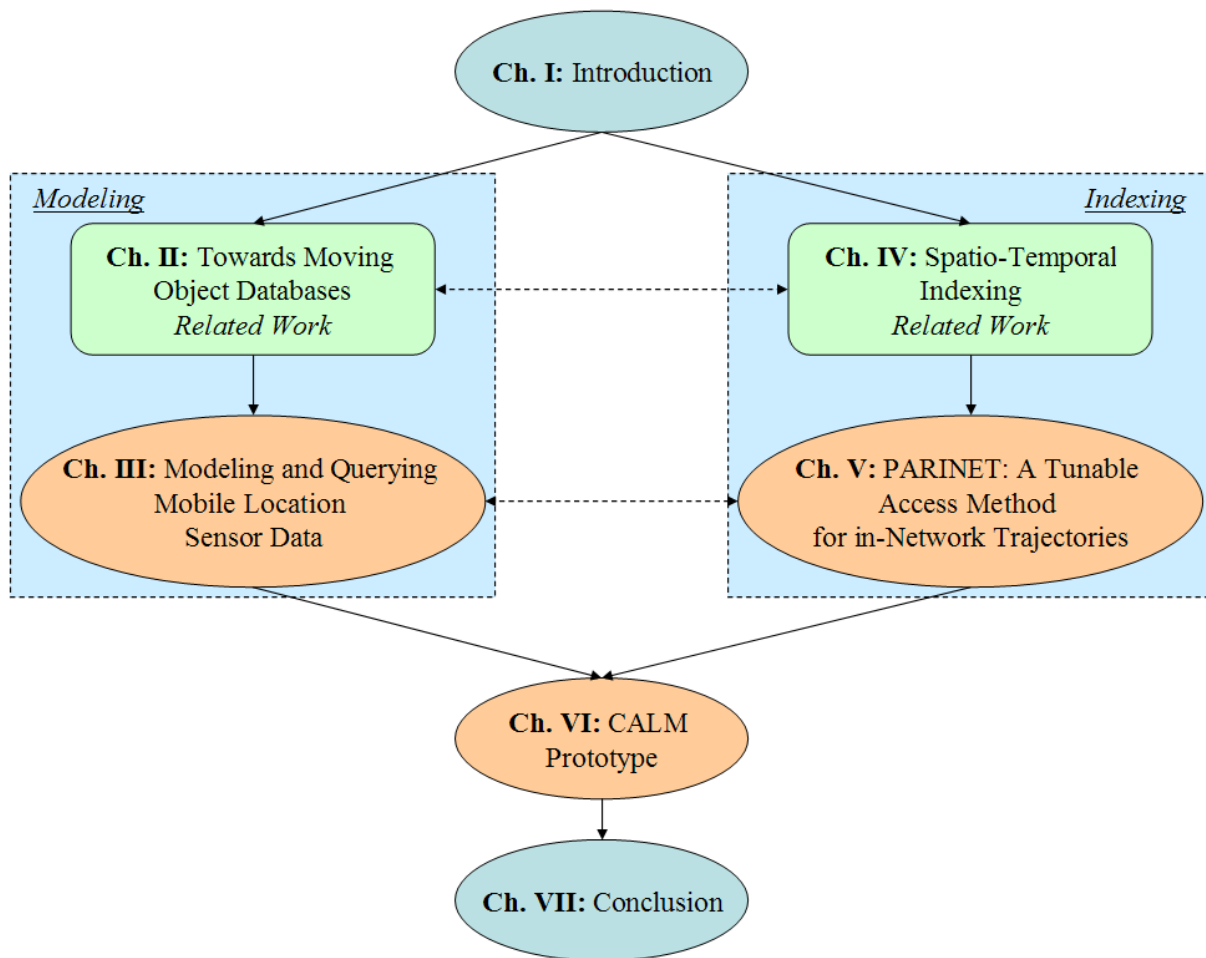 Ch. I: Introduction
Modeling
Ch. II: Towards Moving
Object Databases
Related Work
Ch. III: Modeling and Querying
Mobile Location
Sensor Data
Indexing
Ch. IV: Spatio-Temporal
Indexing
Related Work
Ch. V: PARINET: A Tunable
Access Method
for in-Network Trajectories
Ch. VI: CALM
Prototype
Ch. VII: Conclusion